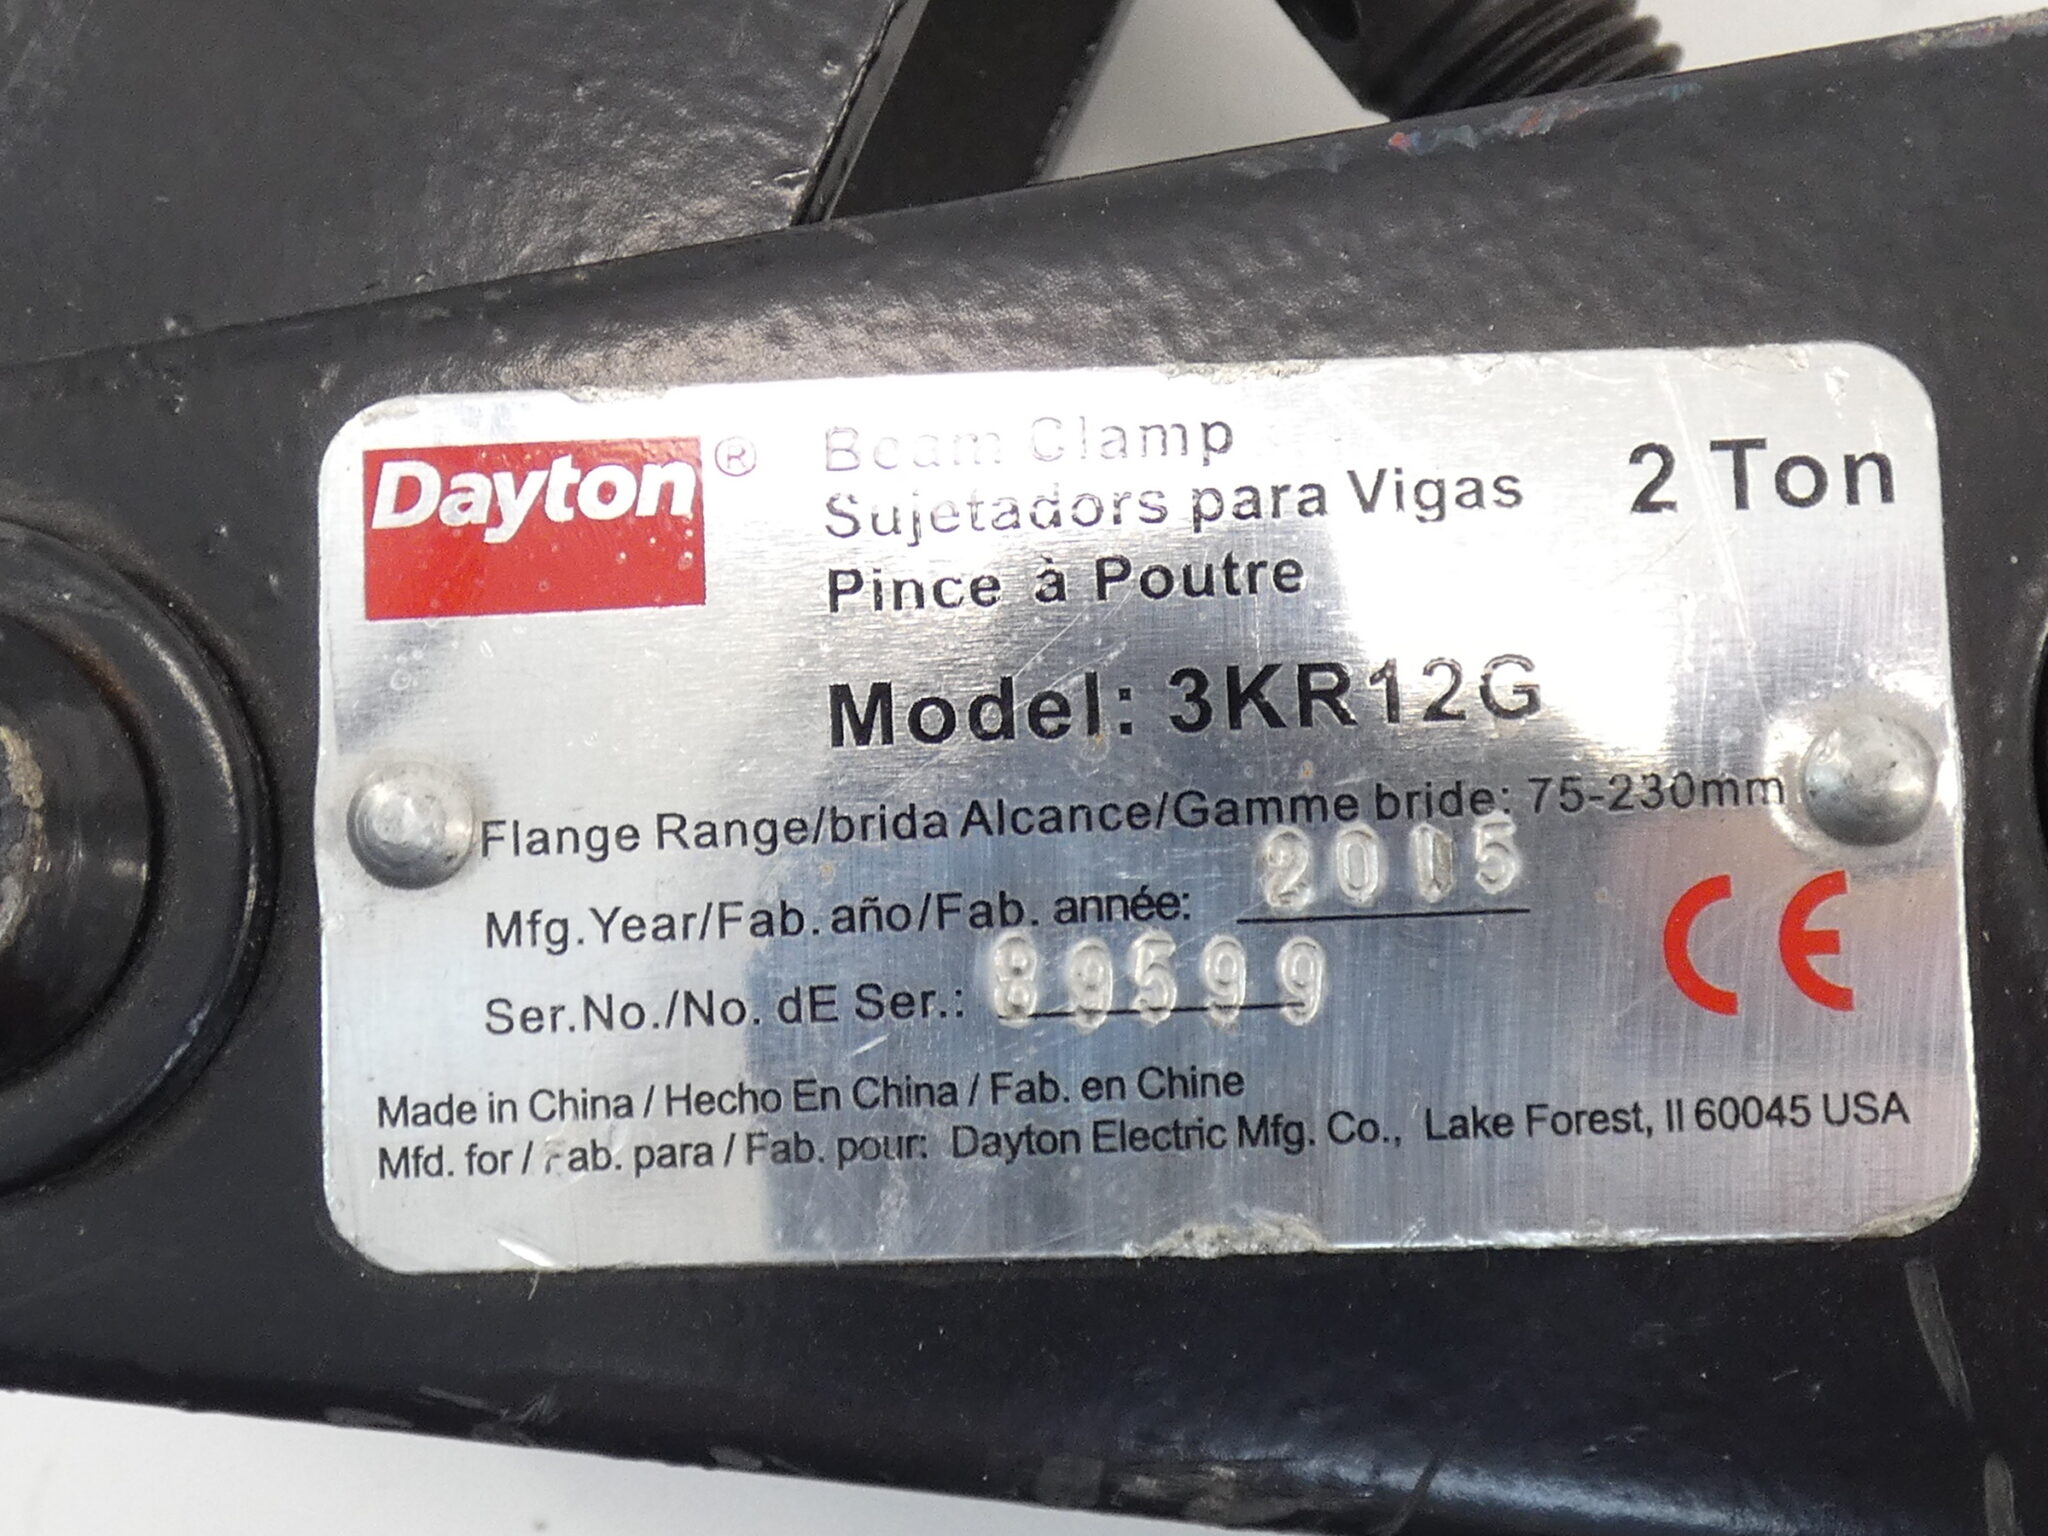 Dayton®
Beam Clamp
Sujetadors para Vigas
Pince à Poutre
2 Ton
Model: 3KR12G
Flange Range/brida Alcance/Gamme bride: 75-230mm
Mfg.Year/Fab.año/Fab. année: 2015
Ser.No./No. dE Ser.: 89599
CE
Made in China / Hecho En China / Fab. en Chine
Mfd. for / Fab. para / Fab. pour: Dayton Electric Mfg. Co., Lake Forest, Il 60045 USA